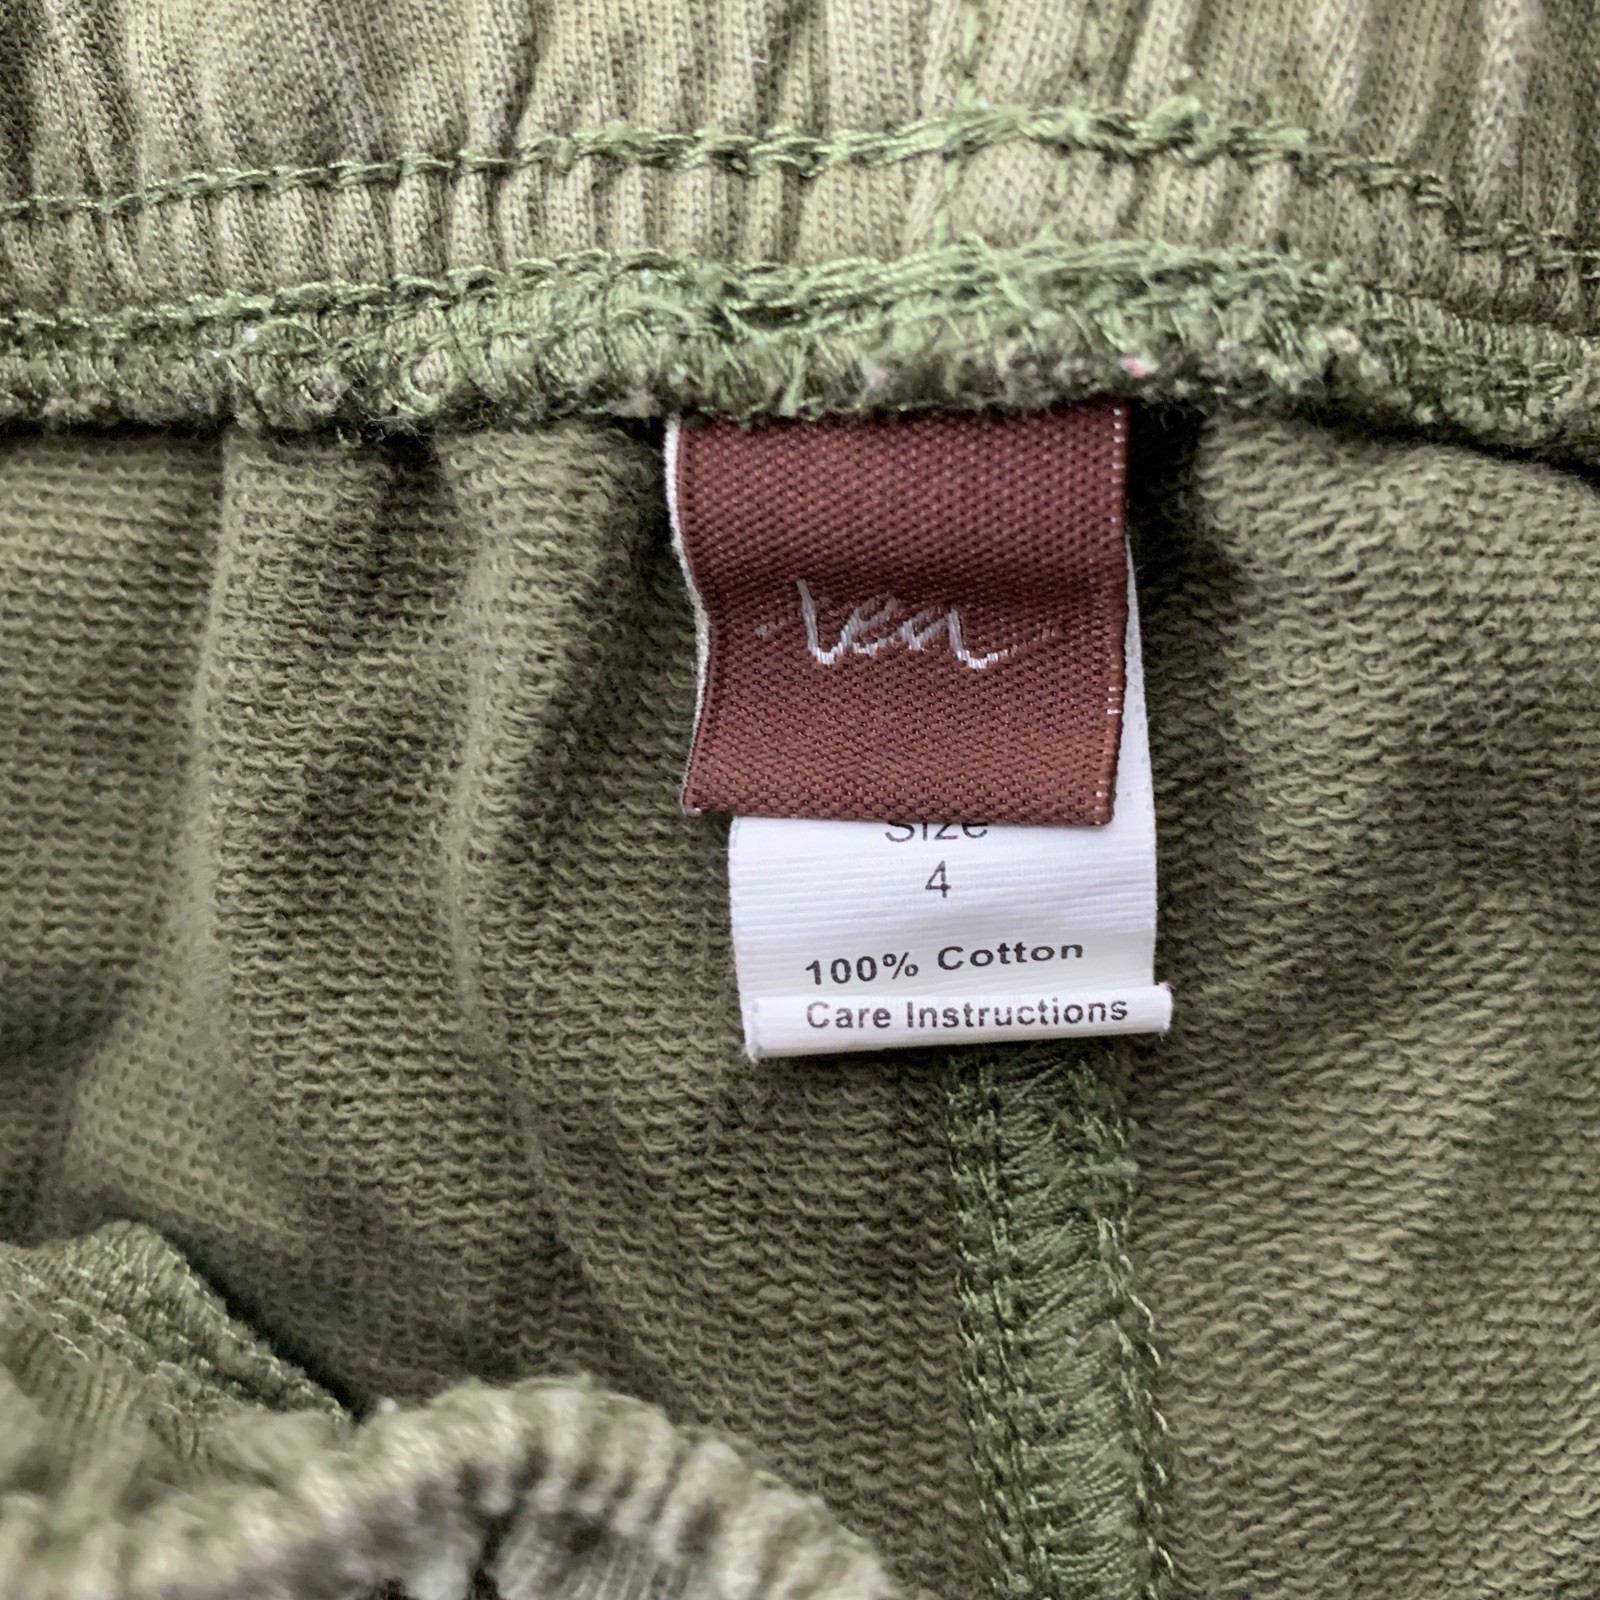 tea
Size
4
100% Cotton
Care Instructions